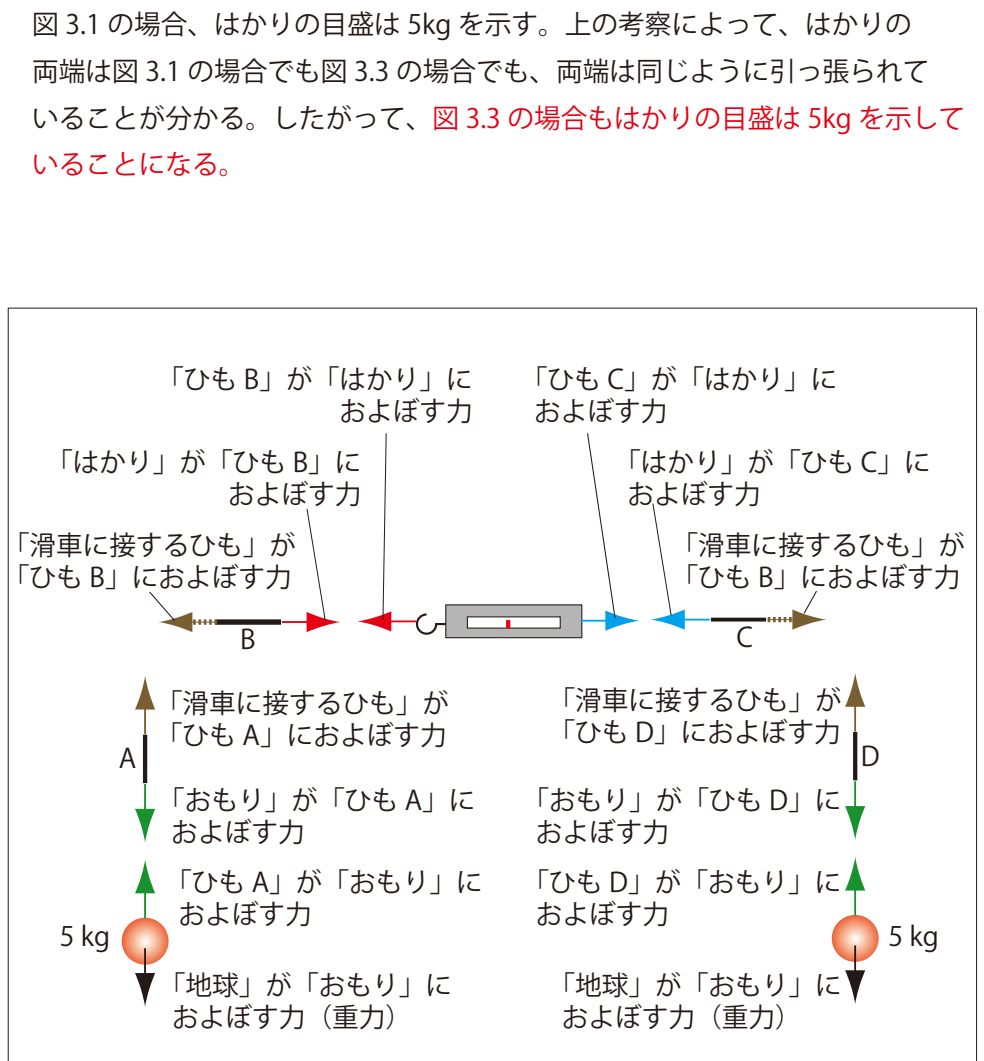 図 3.1 の場合、はかりの目盛は 5kg を示す。上の考察によって、はかりの
両端は図 3.1 の場合でも図 3.3 の場合でも、両端は同じように引っ張られて
いることが分かる。したがって、図 3.3 の場合もはかりの目盛は 5kg を示して
いることになる。
「ひも B」が「はかり」に
およぼす力
「ひも C」が「はかり」に
およぼす力
「はかり」が「ひも B」に
およぼす力
「はかり」が「ひも C」に
およぼす力
「滑車に接するひも」が
「ひも B」におよぼす力
「滑車に接するひも」が
「ひも B」におよぼす力
B
C
「滑車に接するひも」が
「ひも A」におよぼす力
「滑車に接するひも」が
「ひも D」におよぼす力
A
D
「おもり」が「ひも A」に
およぼす力
「おもり」が「ひも D」に
およぼす力
「ひも A」が「おもり」に
およぼす力
「ひも D」が「おもり」に
およぼす力
5 kg
5 kg
「地球」が「おもり」に
およぼす力（重力）
「地球」が「おもり」に
およぼす力（重力）